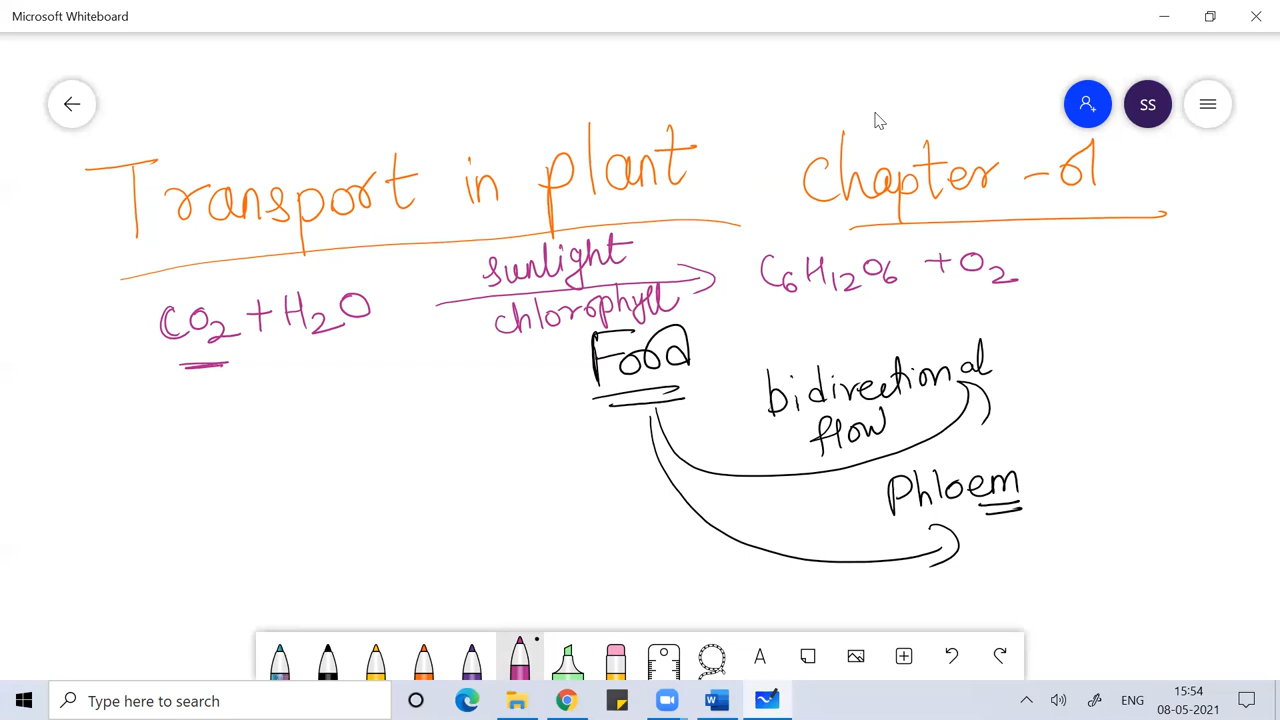 Microsoft Whiteboard
SS
Transport in plant Chapter - 01
sunlight
CO2 + H2O C6H12O6 + O2
chlorophyll
Food
bidirectional
flow
Phloem
A
Type here to search
W
ENG
15:54
08-05-2021